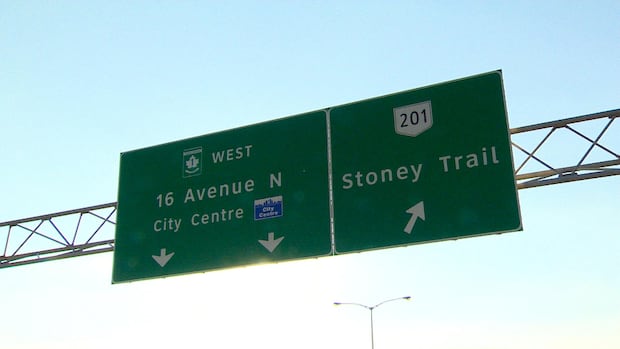 WEST
16 Avenue N
City Centre
City
Centre
201
Stoney Trail